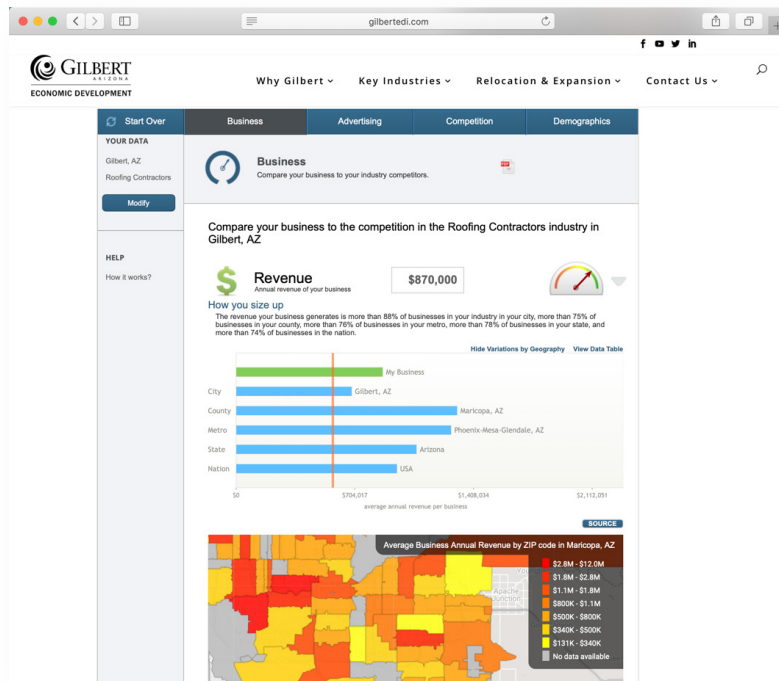 gilbertedi.com
GILBERT
ARIZONA
ECONOMIC DEVELOPMENT
Why Gilbert
Key Industries
Relocation & Expansion
Contact Us
Start Over
Business
Advertising
Competition
Demographics
YOUR DATA
Gilbert, AZ
Roofing Contractors
Modify
HELP
How it works?
Business
Compare your business to your industry competitors.
PDF
Compare your business to the competition in the Roofing Contractors industry in
Gilbert, AZ
$
Revenue
Annual revenue of your business
$870,000
How you size up
The revenue your business generates is more than 88% of businesses in your industry in your city, more than 75% of
businesses in your county, more than 76% of businesses in your metro, more than 78% of businesses in your state, and
more than 74% of businesses in the nation.
Hide Variations by Geography
View Data Table
My Business
City
Gilbert, AZ
County
Maricopa, AZ
Metro
Phoenix-Mesa-Glendale, AZ
State
Arizona
Nation
USA
$0
$704,017
$1,408,034
$2,112,051
average annual revenue per business
SOURCE
Average Business Annual Revenue by ZIP code in Maricopa, AZ
$2.8M - $12.0M
$1.8M - $2.8M
$1.1M - $1.8M
$800K - $1.1M
$500K - $800K
$340K - $500K
$131K - $340K
No data available
Apache
Junction